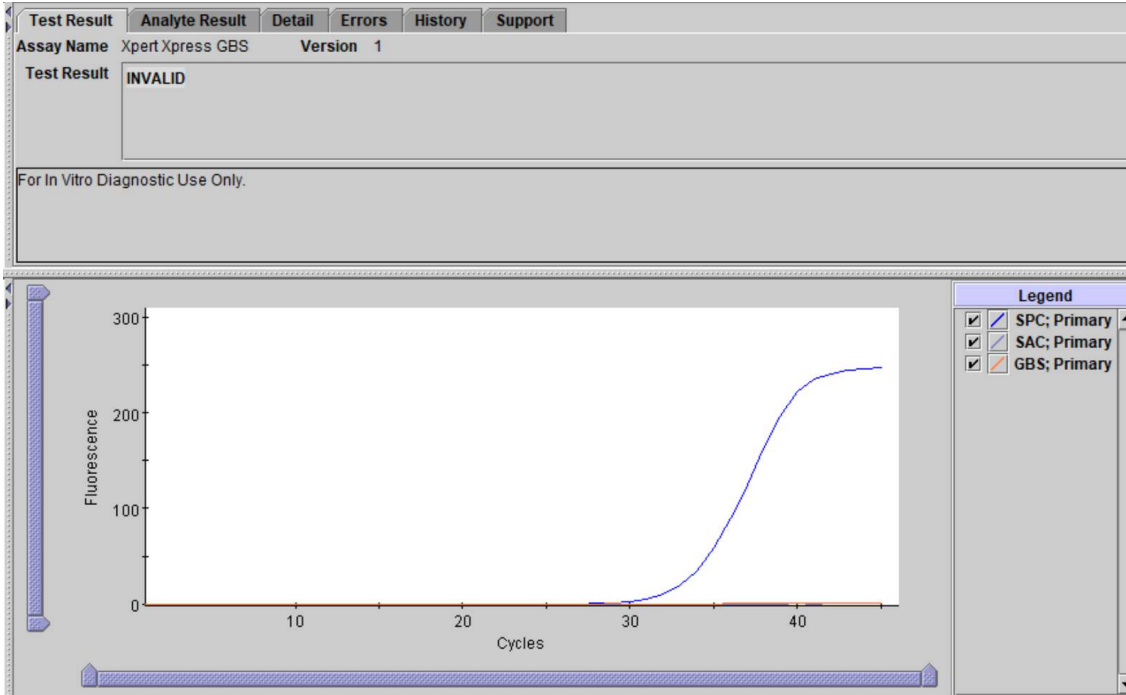 Test Result Analyte Result Detail Errors History Support
Assay Name Xpert Xpress GBS Version 1
Test Result INVALID
For In Vitro Diagnostic Use Only.
Legend
SPC; Primary
SAC; Primary
GBS; Primary
300
200
100
0
Fluorescence
10 20 30 40
Cycles